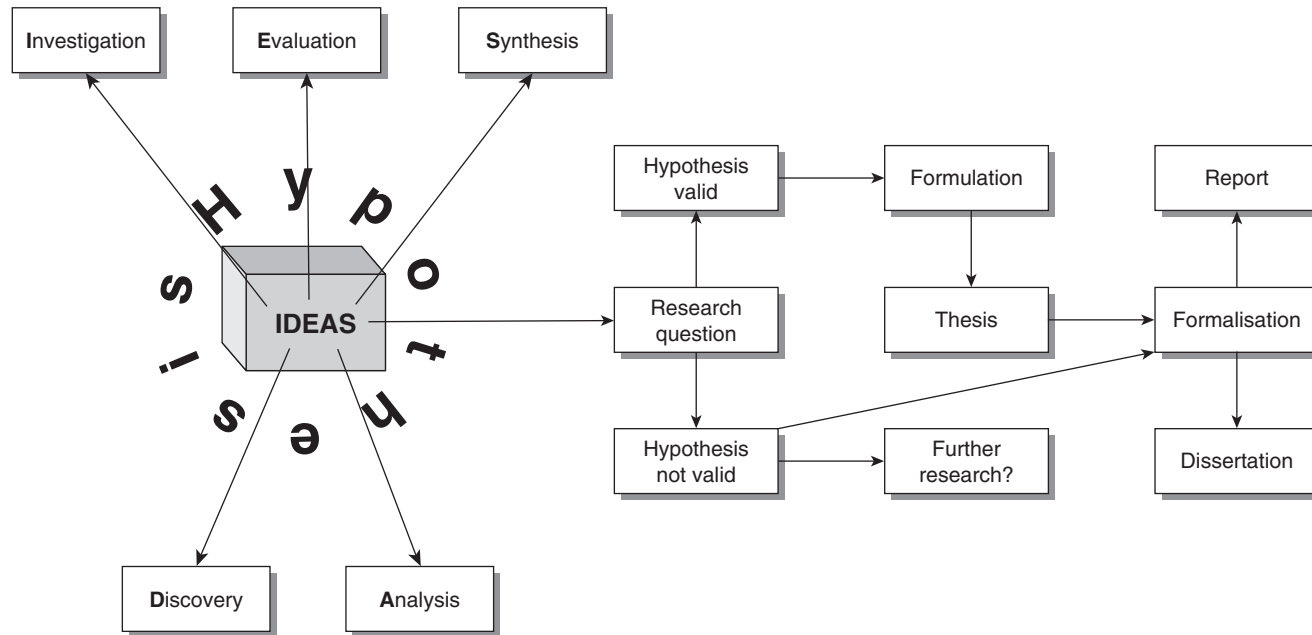 Investigation
Evaluation
Synthesis
Hypothesis
IDEAS
Discovery
Analysis
Hypothesis
valid
Formulation
Report
Research
question
Thesis
Formalisation
Hypothesis
not valid
Further
research?
Dissertation